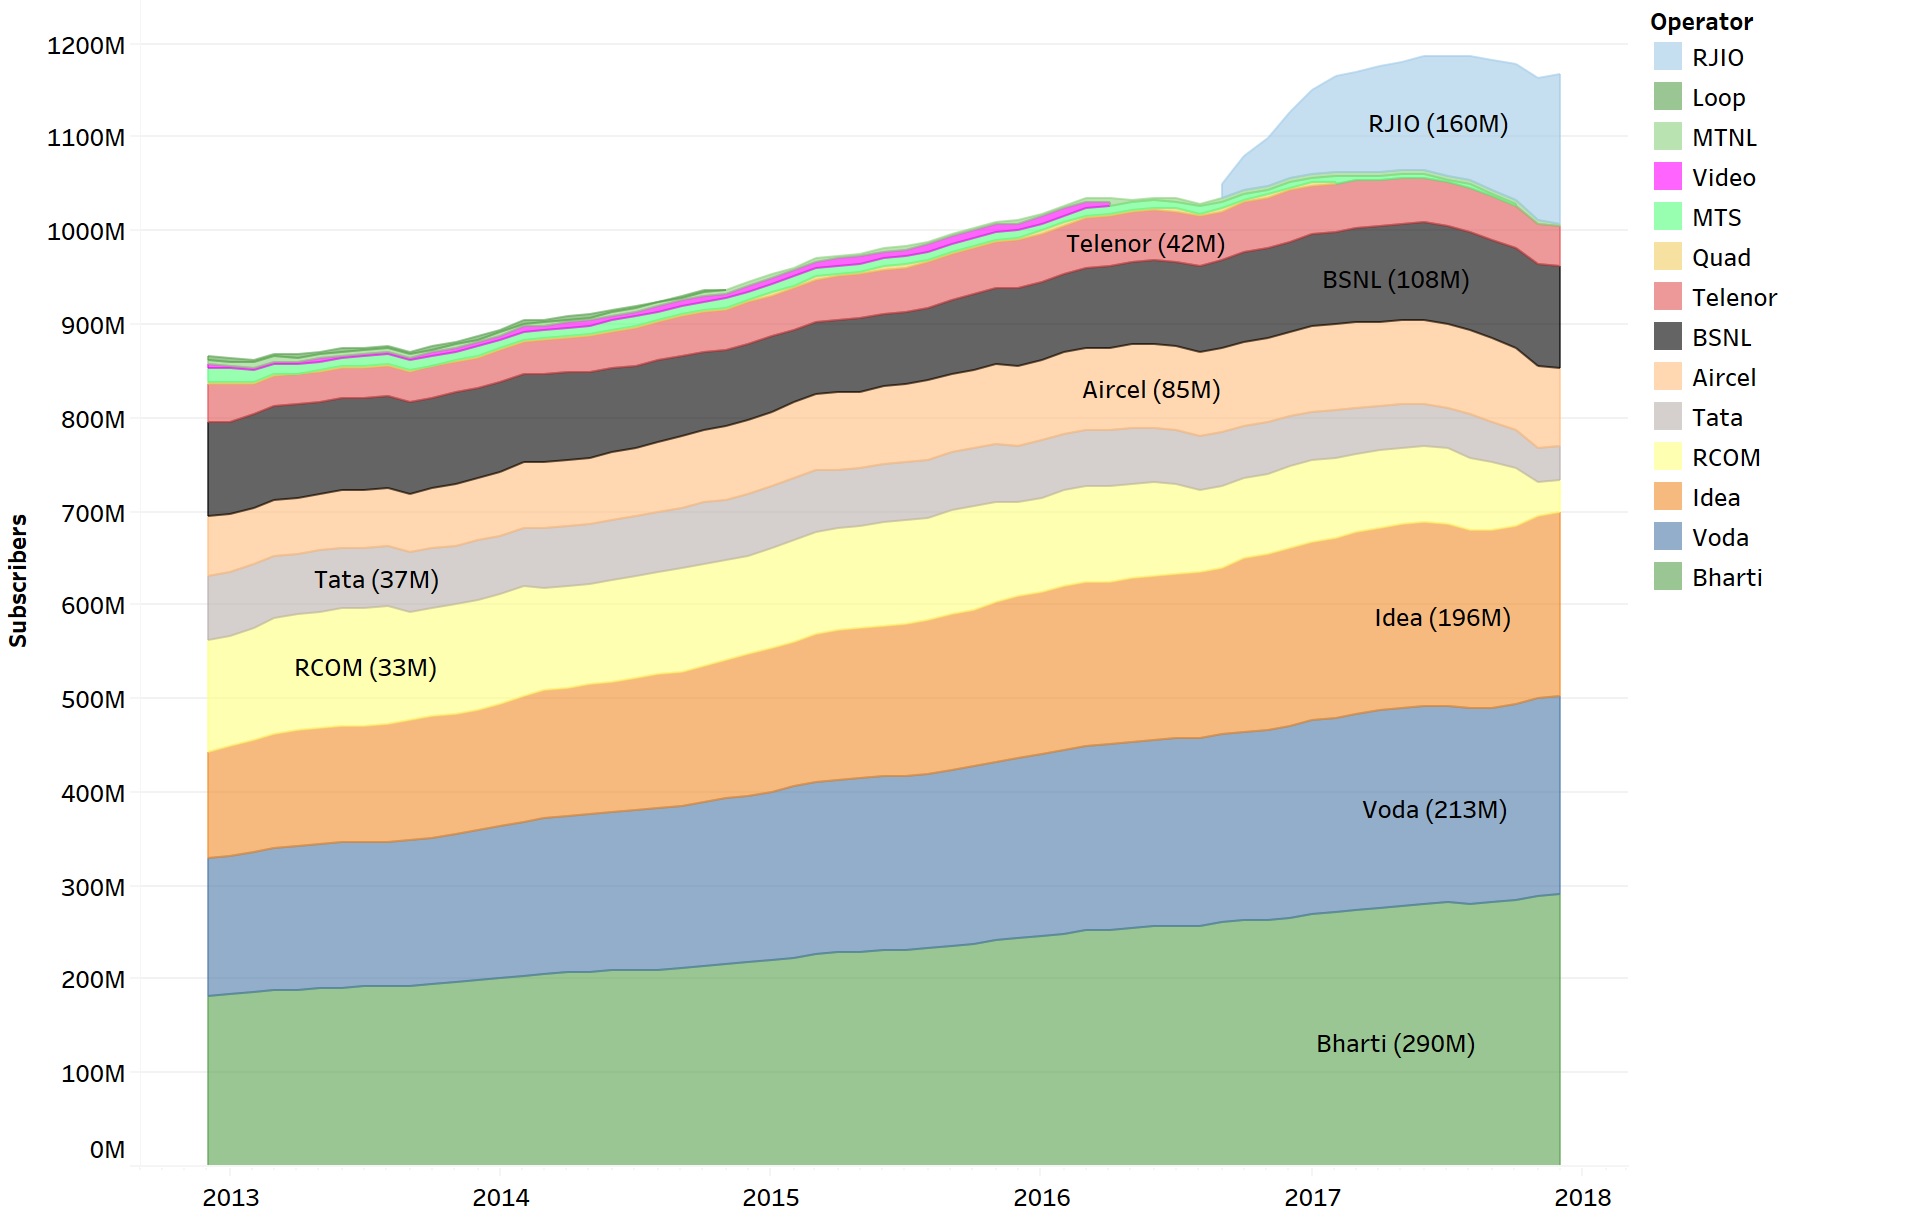 Operator
RJIO
Loop
MTNL
Video
MTS
Quad
Telenor
BSNL
Aircel
Tata
RCOM
Idea
Voda
Bharti
Subscribers
1200M
1100M
1000M
900M
800M
700M
600M
500M
400M
300M
200M
100M
0M
RJIO (160M)
Telenor (42M)
BSNL (108M)
Aircel (85M)
Tata (37M)
RCOM (33M)
Idea (196M)
Voda (213M)
Bharti (290M)
2013
2014
2015
2016
2017
2018